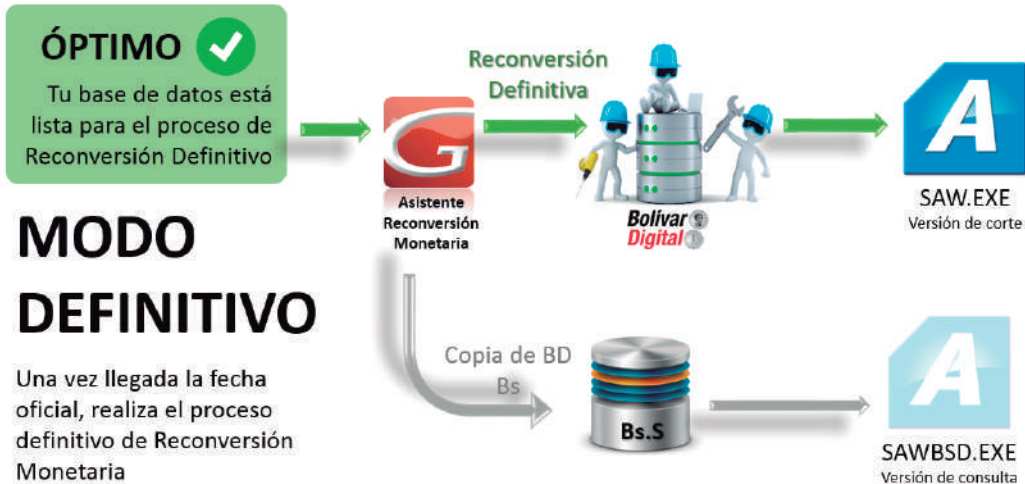 ÓPTIMO
Tu base de datos está
lista para el proceso de
Reconversión Definitivo
G
Asistente
Reconversión
Monetaria
Reconversión
Definitiva
Bolívar
Digital
A
SAW.EXE
Versión de corte
MODO
DEFINITIVO
Una vez llegada la fecha
oficial, realiza el proceso
definitivo de Reconversión
Monetaria
Copia de BD
Bs
Bs.S
A
SAWBSD.EXE
Versión de consulta